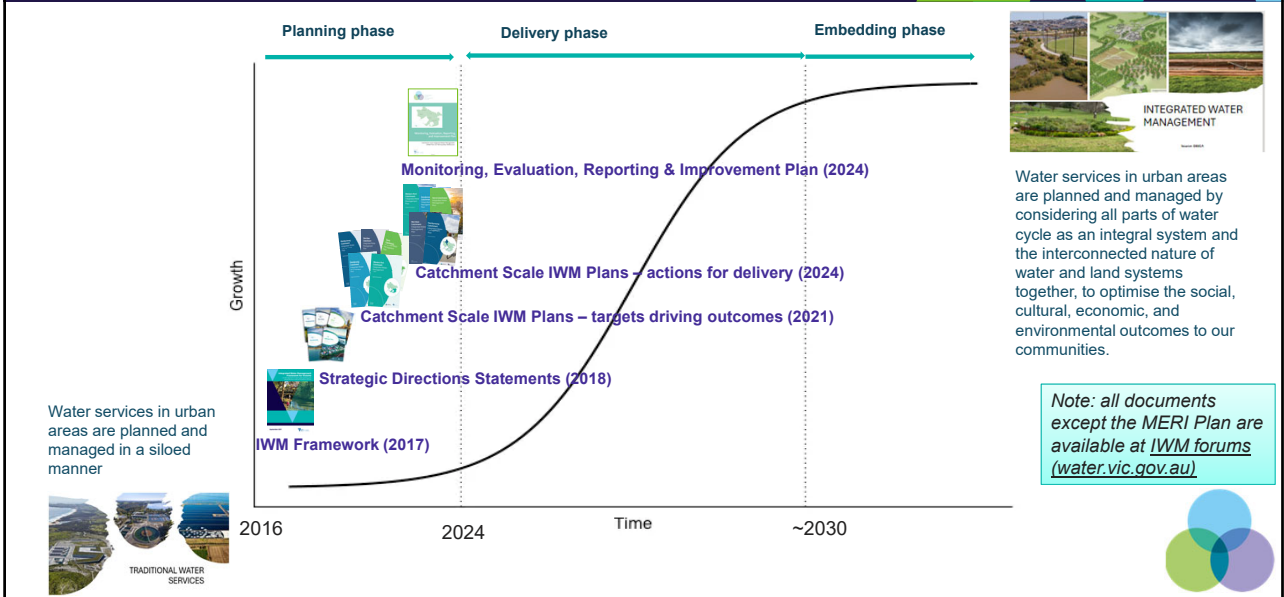 Planning phase
Delivery phase
Embedding phase
INTEGRATED WATER
MANAGEMENT
Monitoring, Evaluation, Reporting & Improvement Plan (2024)
Water services in urban areas
are planned and managed by
considering all parts of water
cycle as an integral system and
the interconnected nature of
water and land systems
together, to optimise the social,
cultural, economic, and
environmental outcomes to our
communities.
Growth
Catchment Scale IWM Plans – actions for delivery (2024)
Catchment Scale IWM Plans – targets driving outcomes (2021)
Strategic Directions Statements (2018)
IWM Framework (2017)
Note: all documents
except the MERI Plan are
available at IWM forums
(water.vic.gov.au)
Water services in urban
areas are planned and
managed in a siloed
manner
TRADITIONAL WATER
SERVICES
2016
2024
Time
~2030